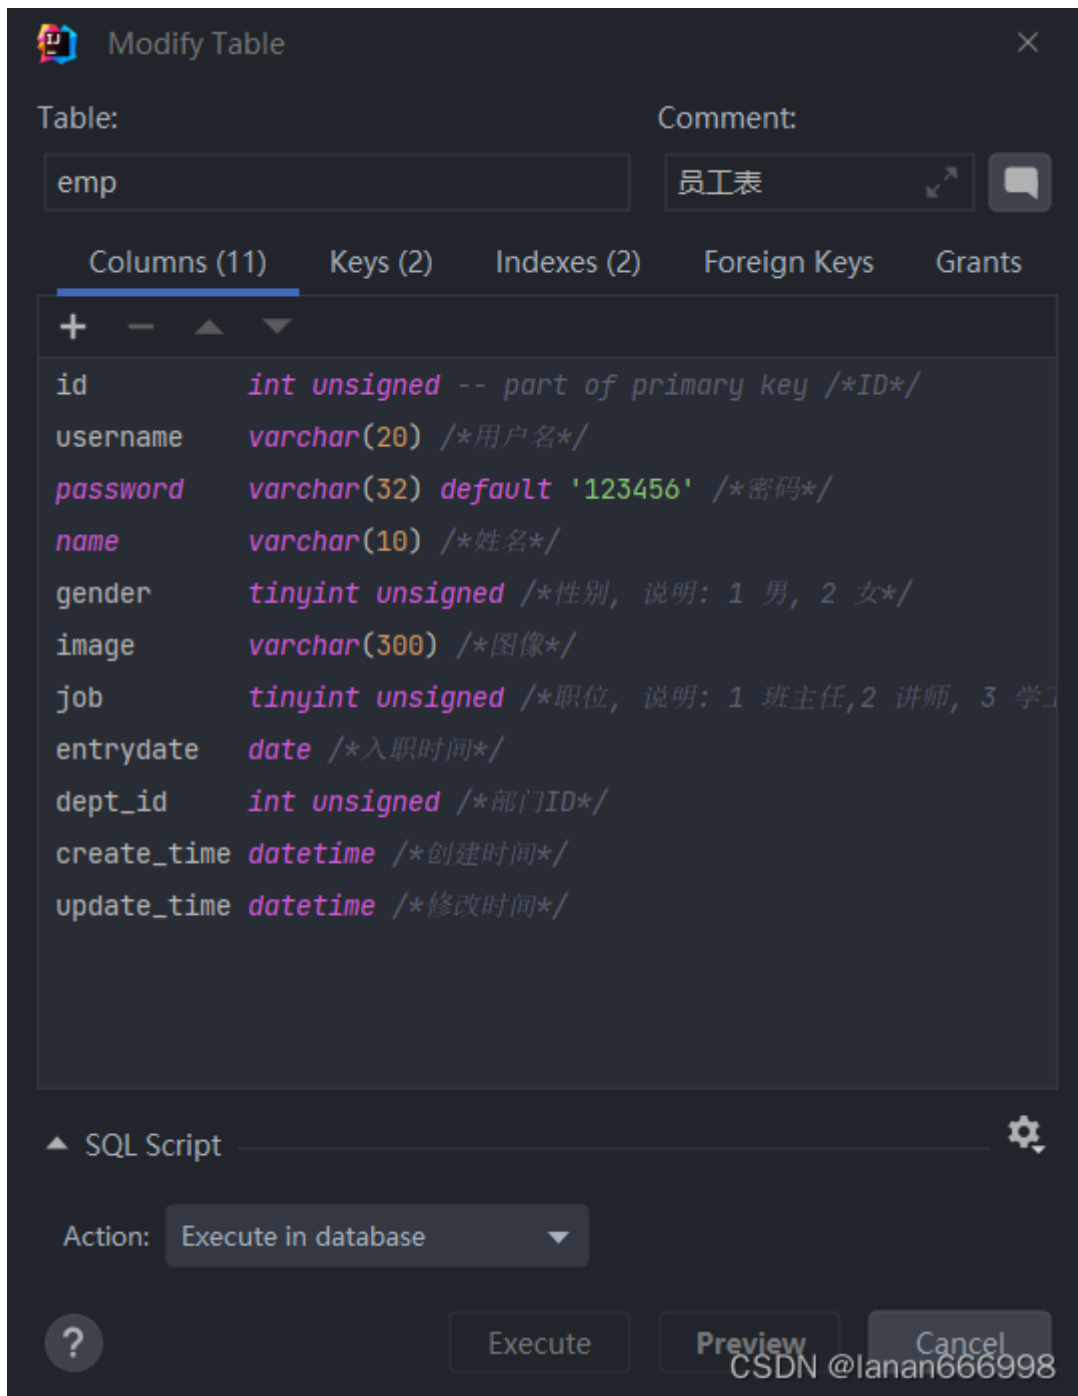 Modify Table
Table: Comment:
emp 员工表
Columns (11) Keys (2) Indexes (2) Foreign Keys Grants
id int unsigned -- part of primary key /*ID*/
username varchar(20) /*用户名*/
password varchar(32) default '123456' /*密码*/
name varchar(10) /*姓名*/
gender tinyint unsigned /*性别, 说明: 1 男, 2 女*/
image varchar(300) /*图像*/
job tinyint unsigned /*职位, 说明: 1 班主任,2 讲师, 3 学
entrydate date /*入职时间*/
dept_id int unsigned /*部门ID*/
create_time datetime /*创建时间*/
update_time datetime /*修改时间*/
SQL Script
Action: Execute in database
? Execute Preview Cancel
CSDN @lanan666998